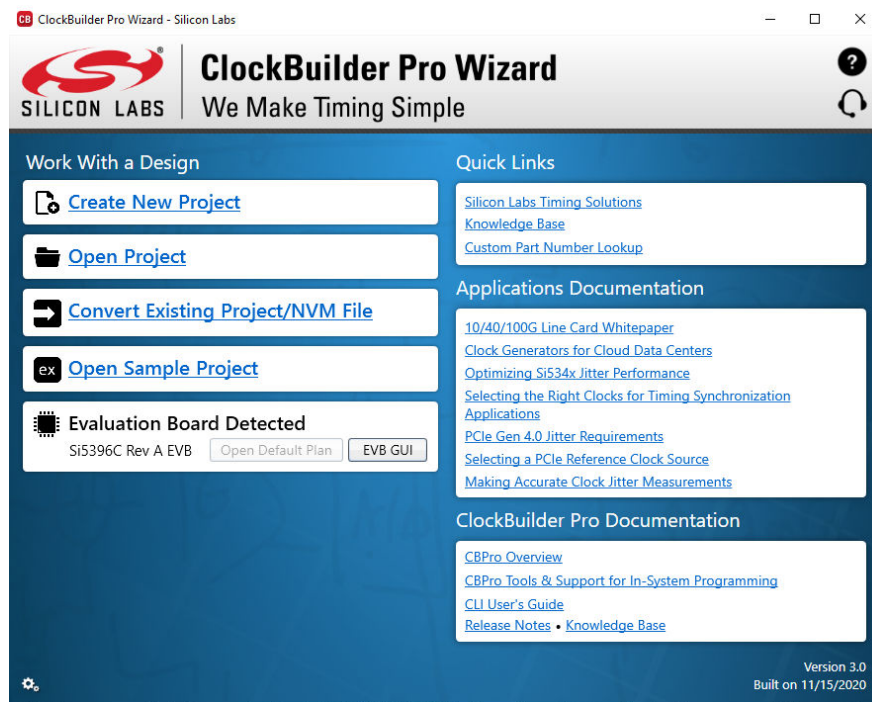 CB ClockBuilder Pro Wizard - Silicon Labs
SILICON LABS
®
ClockBuilder Pro Wizard
We Make Timing Simple
?
Work With a Design
Create New Project
Open Project
Convert Existing Project/NVM File
ex Open Sample Project
Evaluation Board Detected
Si5396C Rev A EVB Open Default Plan EVB GUI
Quick Links
Silicon Labs Timing Solutions
Knowledge Base
Custom Part Number Lookup
Applications Documentation
10/40/100G Line Card Whitepaper
Clock Generators for Cloud Data Centers
Optimizing Si534x Jitter Performance
Selecting the Right Clocks for Timing Synchronization
Applications
PCIe Gen 4.0 Jitter Requirements
Selecting a PCIe Reference Clock Source
Making Accurate Clock Jitter Measurements
ClockBuilder Pro Documentation
CBPro Overview
CBPro Tools & Support for In-System Programming
CLI User's Guide
Release Notes • Knowledge Base
Version 3.0
Built on 11/15/2020